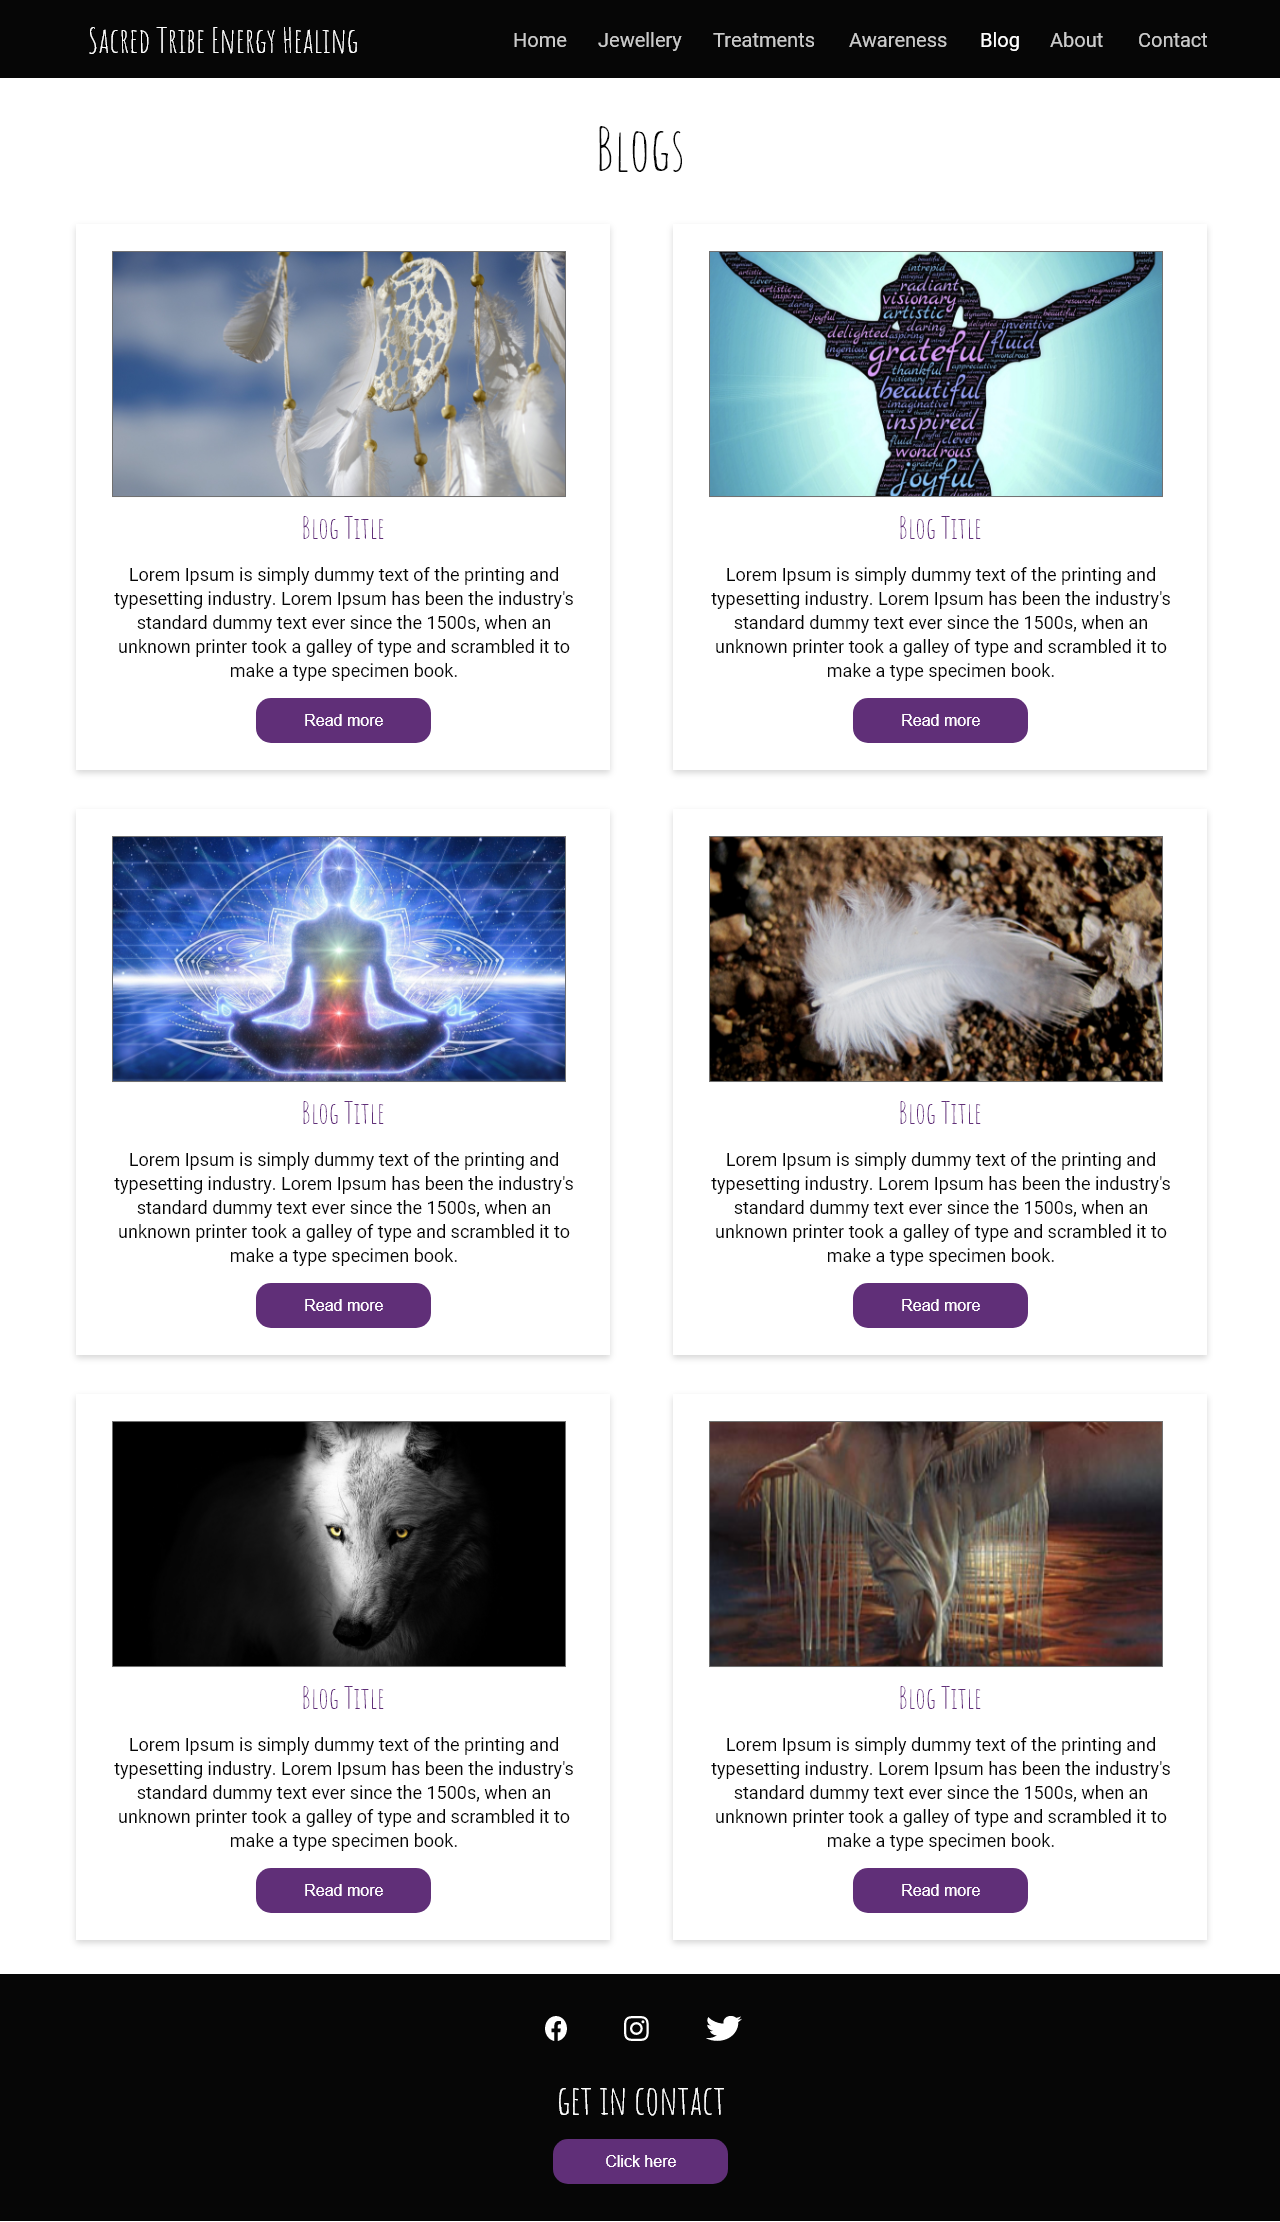 Sacred Tribe Energy Healing
Home Jewellery Treatments Awareness Blog About Contact
Blogs
intrepid
radiant
visionary
artistic
daring
delighted
inventive
fluid
grateful
thankful
visionary
beautiful
imaginative
inspired
fluid
clever
wondrous
grateful
joyful
Blog Title
Lorem Ipsum is simply dummy text of the printing and
typesetting industry. Lorem Ipsum has been the industry's
standard dummy text ever since the 1500s, when an
unknown printer took a galley of type and scrambled it to
make a type specimen book.
Read more
Blog Title
Lorem Ipsum is simply dummy text of the printing and
typesetting industry. Lorem Ipsum has been the industry's
standard dummy text ever since the 1500s, when an
unknown printer took a galley of type and scrambled it to
make a type specimen book.
Read more
Blog Title
Lorem Ipsum is simply dummy text of the printing and
typesetting industry. Lorem Ipsum has been the industry's
standard dummy text ever since the 1500s, when an
unknown printer took a galley of type and scrambled it to
make a type specimen book.
Read more
Blog Title
Lorem Ipsum is simply dummy text of the printing and
typesetting industry. Lorem Ipsum has been the industry's
standard dummy text ever since the 1500s, when an
unknown printer took a galley of type and scrambled it to
make a type specimen book.
Read more
Blog Title
Lorem Ipsum is simply dummy text of the printing and
typesetting industry. Lorem Ipsum has been the industry's
standard dummy text ever since the 1500s, when an
unknown printer took a galley of type and scrambled it to
make a type specimen book.
Read more
Blog Title
Lorem Ipsum is simply dummy text of the printing and
typesetting industry. Lorem Ipsum has been the industry's
standard dummy text ever since the 1500s, when an
unknown printer took a galley of type and scrambled it to
make a type specimen book.
Read more
get in contact
Click here